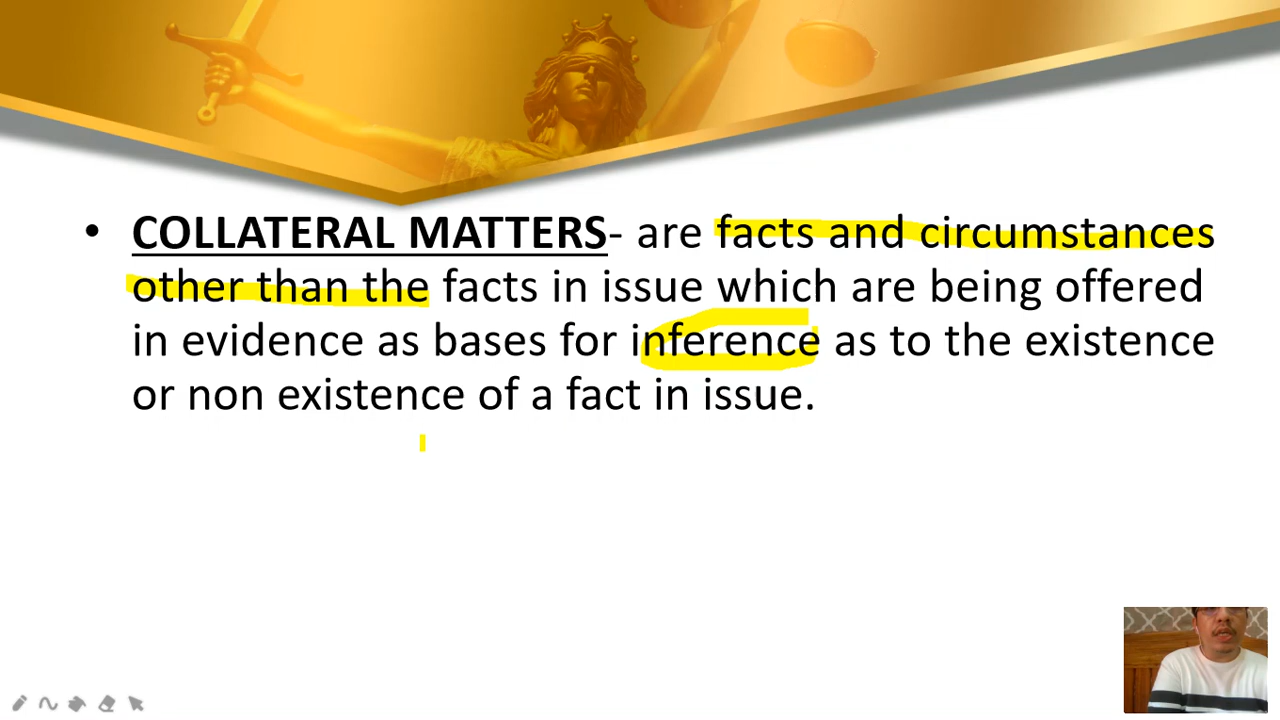 • COLLATERAL MATTERS- are facts and circumstances
other than the facts in issue which are being offered
in evidence as bases for inference as to the existence
or non existence of a fact in issue.